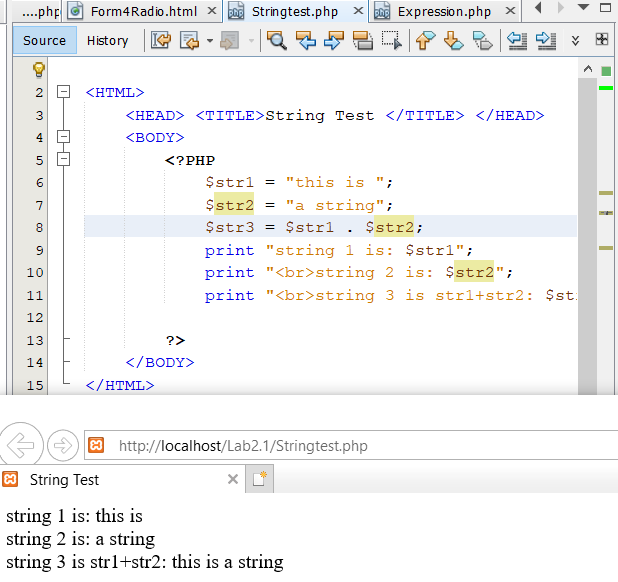 ....php Form4Radio.html Stringtest.php Expression.php
Source History
2 <HTML>
3 <HEAD> <TITLE>String Test </TITLE> </HEAD>
4 <BODY>
5 <?PHP
6 $str1 = "this is ";
7 $str2 = "a string";
8 $str3 = $str1 . $str2;
9 print "string 1 is: $str1";
10 print "<br>string 2 is: $str2";
11 print "<br>string 3 is str1+str2: $st
12
13 ?>
14 </BODY>
15 </HTML>
http://localhost/Lab2.1/Stringtest.php
String Test
string 1 is: this is
string 2 is: a string
string 3 is str1+str2: this is a string